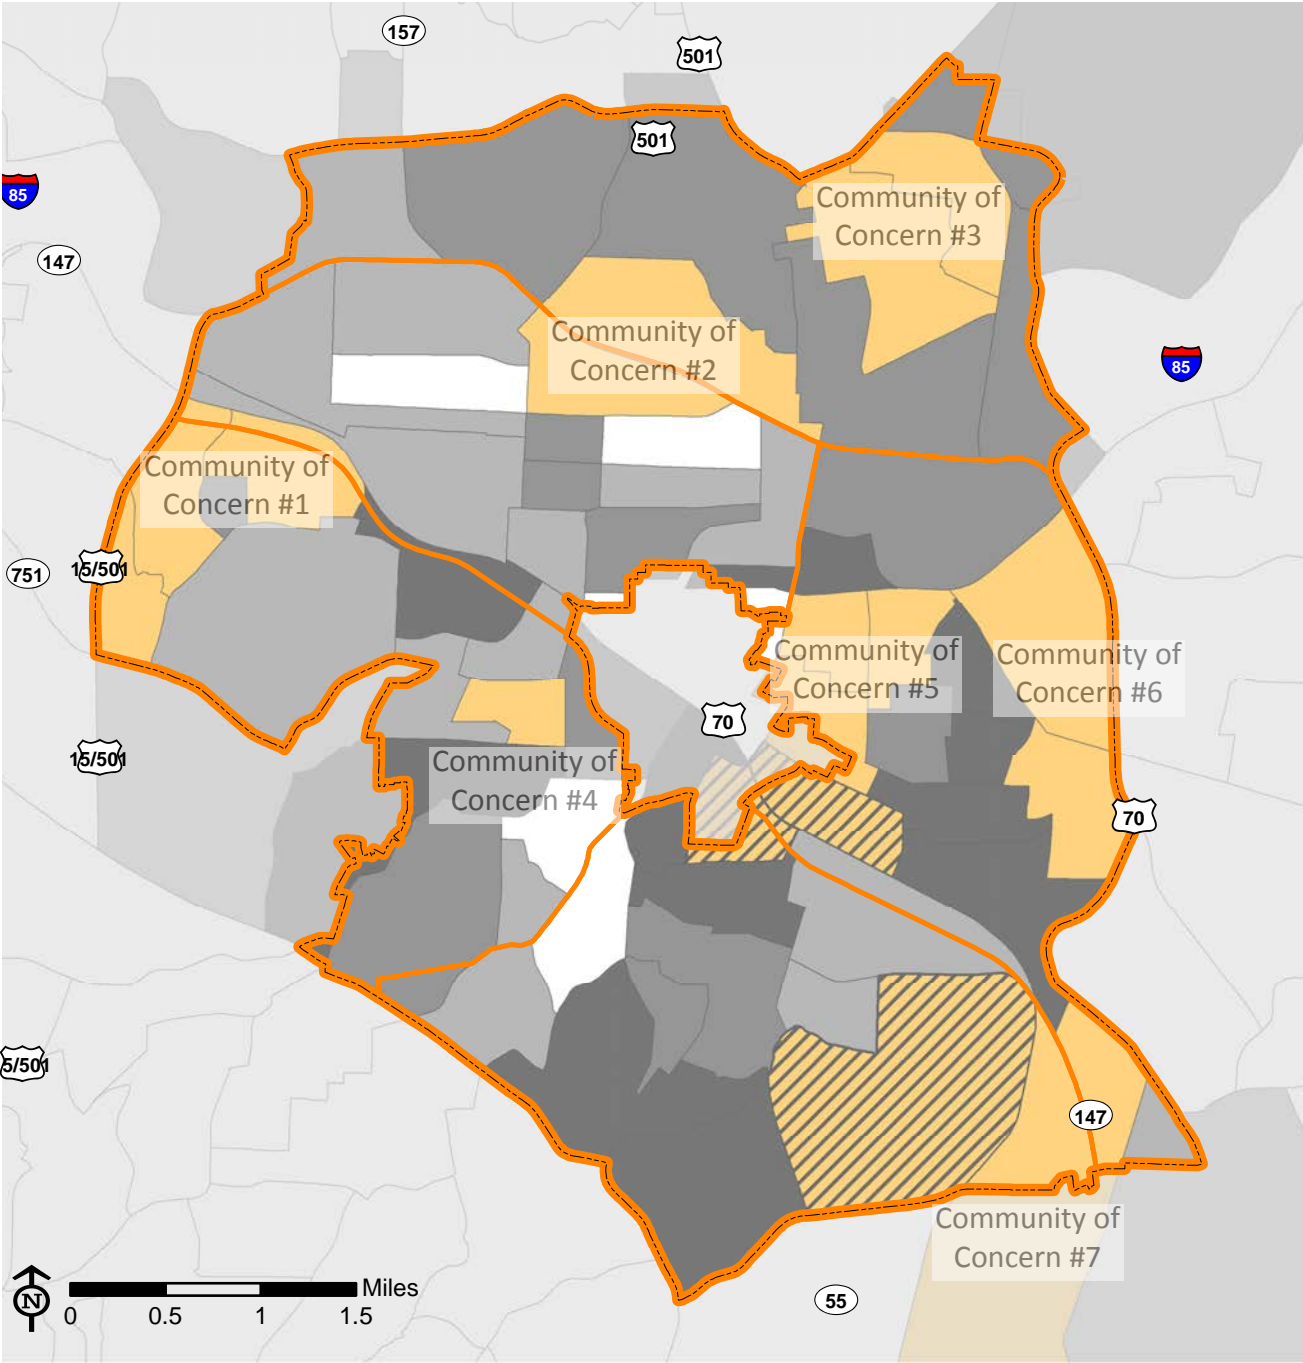 157
501
501
85
Community of
Concern #3
147
Community of
Concern #2
85
Community of
Concern #1
751
15/501
Community of
Concern #5
Community of
Concern #6
70
15/501
Community of
Concern #4
70
5/501
147
Community of
Concern #7
N
Miles
0 0.5 1 1.5
55